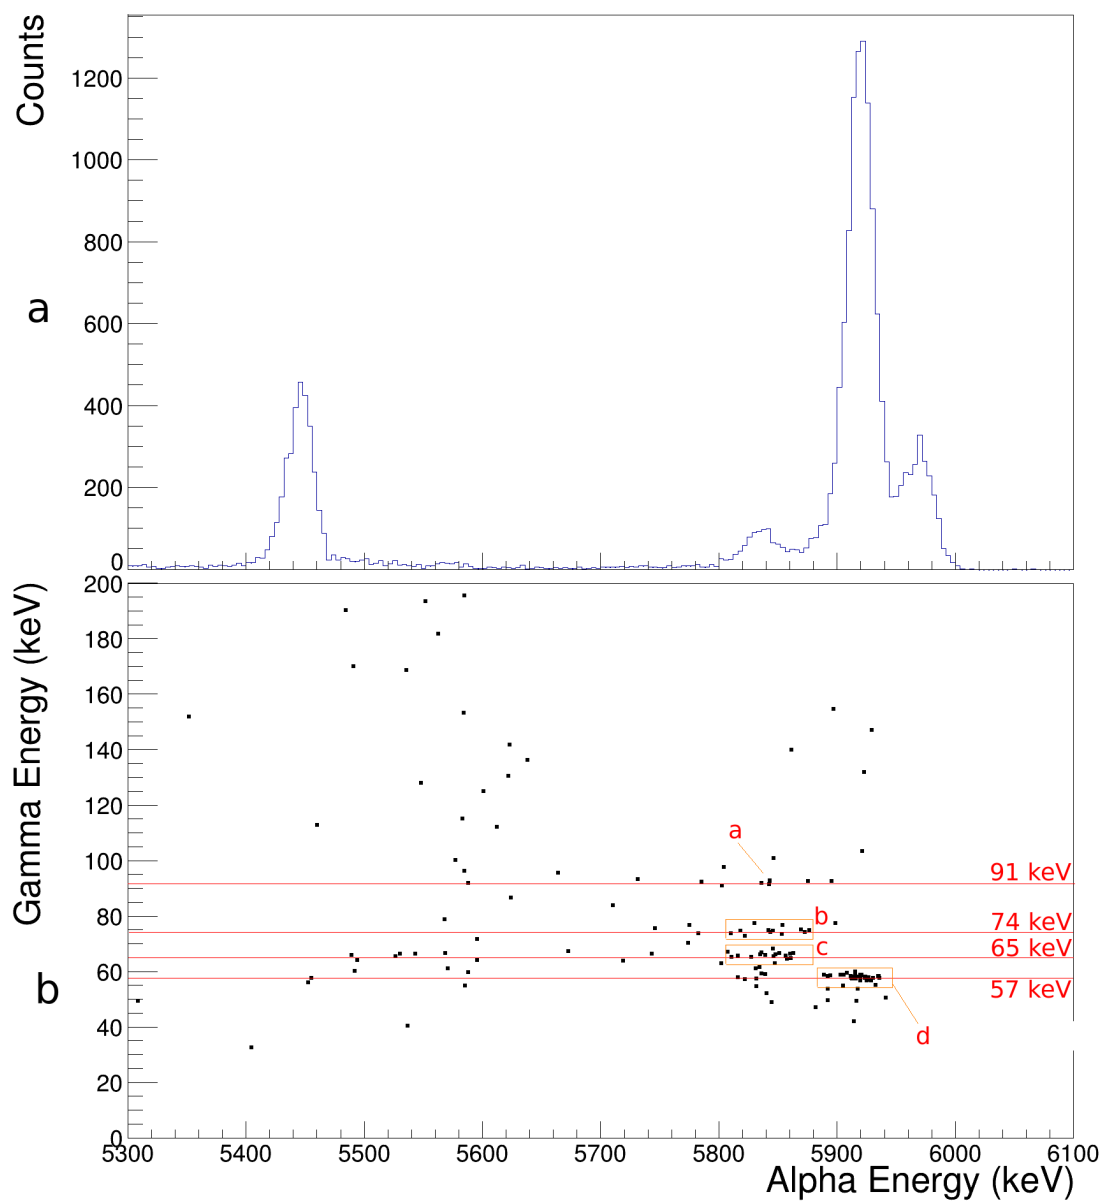 Counts
1200
1000
800
600
400
200
0
a
Gamma Energy (keV)
200
180
160
140
120
100
80
60
40
20
0
b
a
91 keV
b
74 keV
c
65 keV
57 keV
d
5300 5400 5500 5600 5700 5800 5900 6000 6100
Alpha Energy (keV)